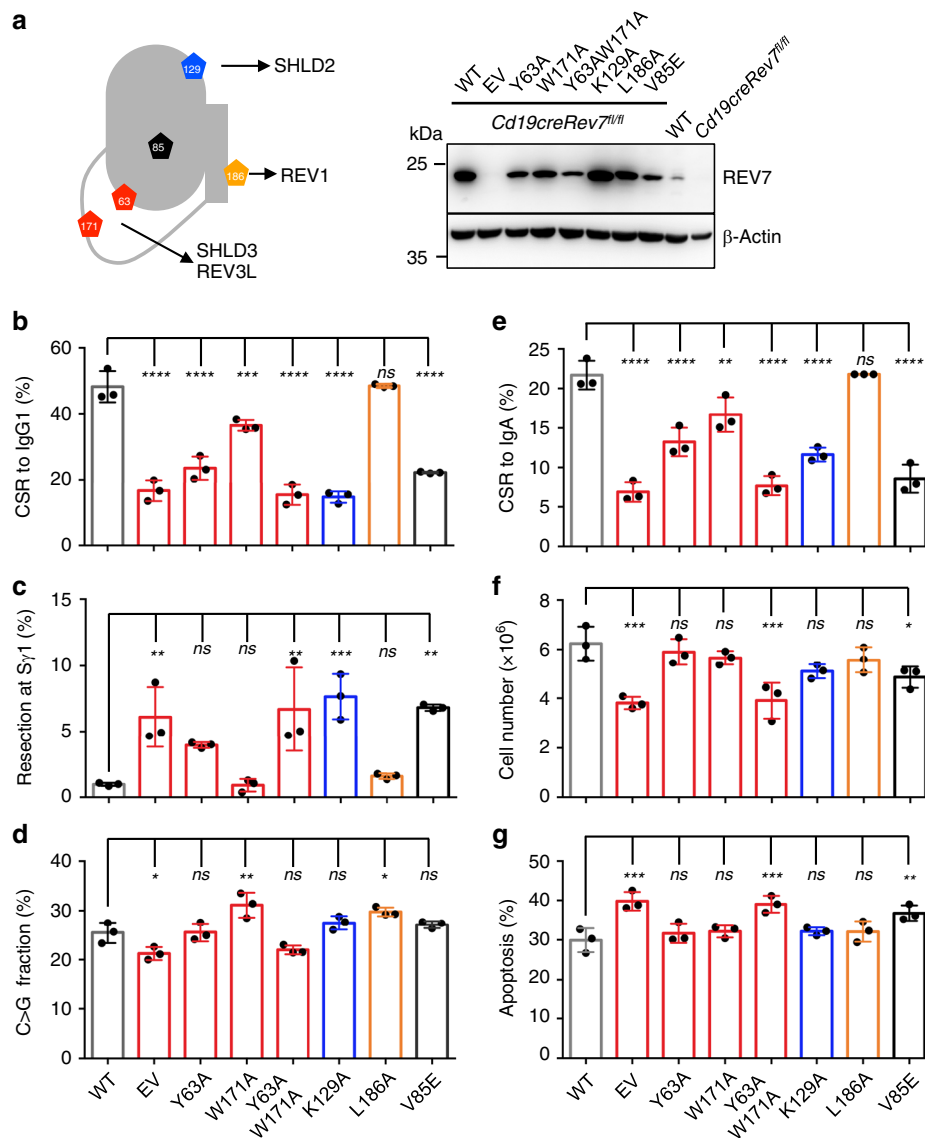 a
129
SHLD2
85
186
REV1
63
171
SHLD3
REV3L
WT
EV
Y63A
W171A
Y63AW171A
K129A
L186A
V85E
WT
Cd19creRev7fl/fl
Cd19creRev7fl/fl
kDa
25
REV7
β-Actin
35
b
CSR to IgG1 (%)
60
40
20
0
**** **** *** **** **** ns ****
c
Resection at Sγ1 (%)
15
10
5
0
** ns ns ** *** ns **
d
C>G fraction (%)
40
30
20
10
0
* ns ** ns ns * ns
WT
EV
Y63A
W171A
Y63A
W171A
K129A
L186A
V85E
e
CSR to IgA (%)
25
20
15
10
5
0
**** **** ** **** **** ns ****
f
Cell number (×10⁶)
8
6
4
2
0
*** ns ns *** ns ns *
g
Apoptosis (%)
50
40
30
20
10
0
*** ns ns *** ns ns **
WT
EV
Y63A
W171A
Y63A
W171A
K129A
L186A
V85E